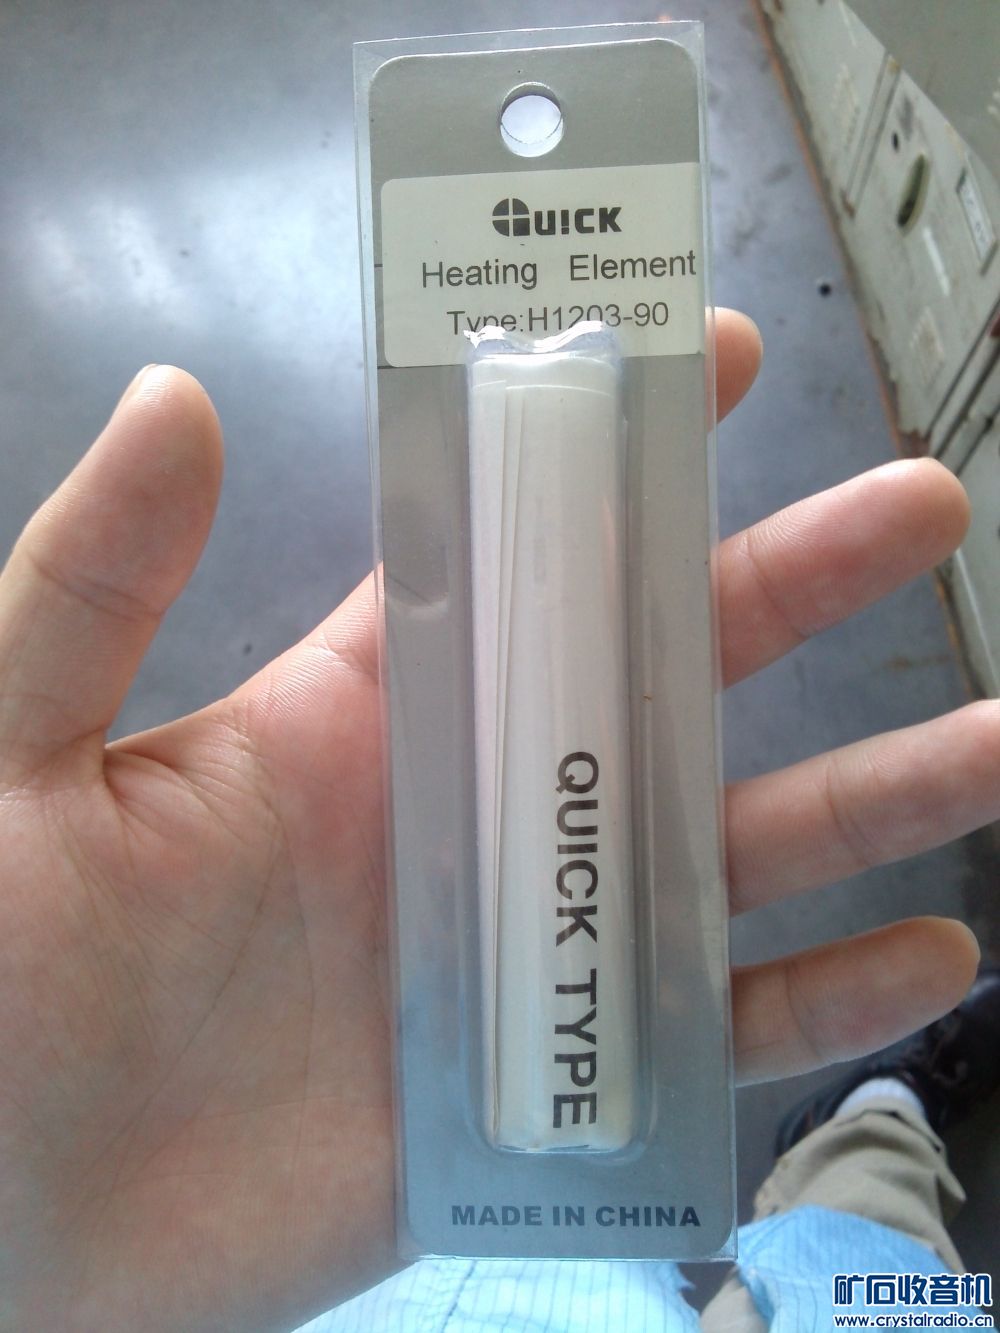 QUICK
Heating Element
Type:H1203-90
QUICK TYPE
MADE IN CHINA
矿石收音机
www.crystalradio.cn